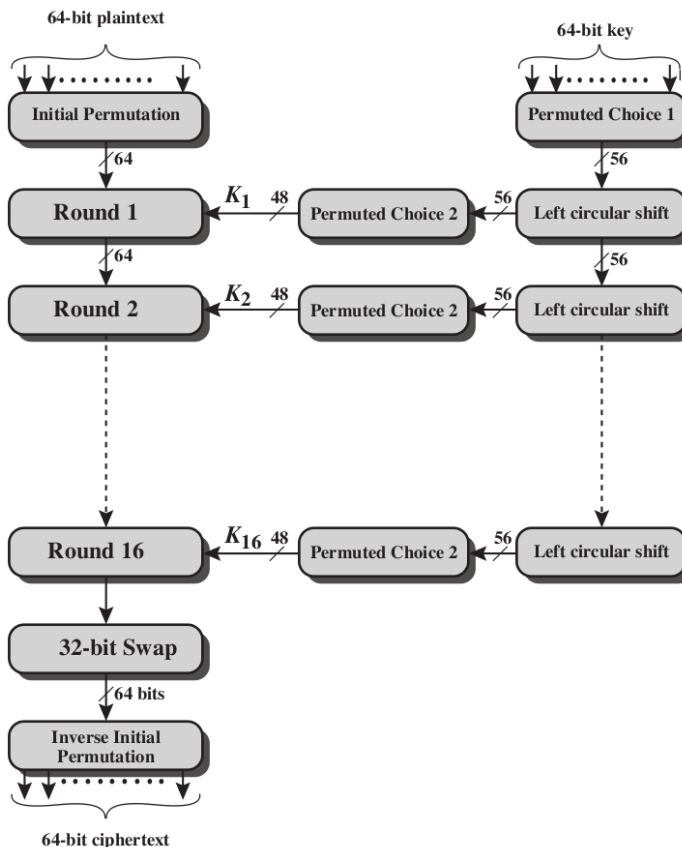 64-bit plaintext
64-bit key
Initial Permutation
Permuted Choice 1
64
56
Round 1
K1
48
Permuted Choice 2
56
Left circular shift
64
56
Round 2
K2
48
Permuted Choice 2
56
Left circular shift
Round 16
K16
48
Permuted Choice 2
56
Left circular shift
32-bit Swap
64 bits
Inverse Initial
Permutation
64-bit ciphertext